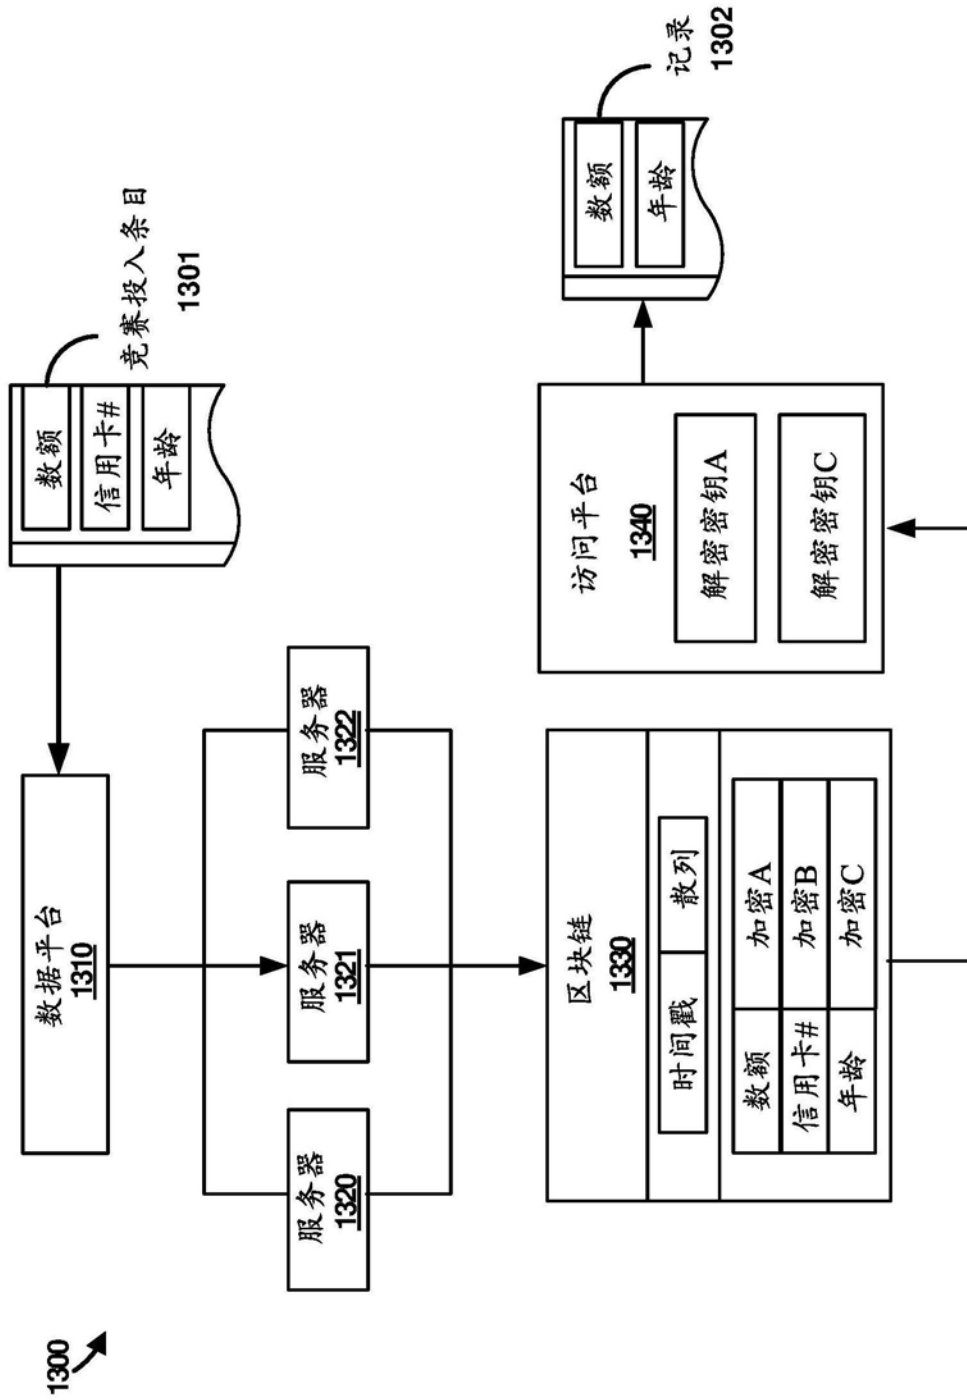 1300
数据平台
1310
数额
信用卡#
年龄
竞赛投入条目
1301
服务器
1320
服务器
1321
服务器
1322
区块链
1330
时间戳 散列
数额 加密A
信用卡# 加密B
年龄 加密C
访问平台
1340
解密密钥A
解密密钥C
数额
年龄
记录
1302